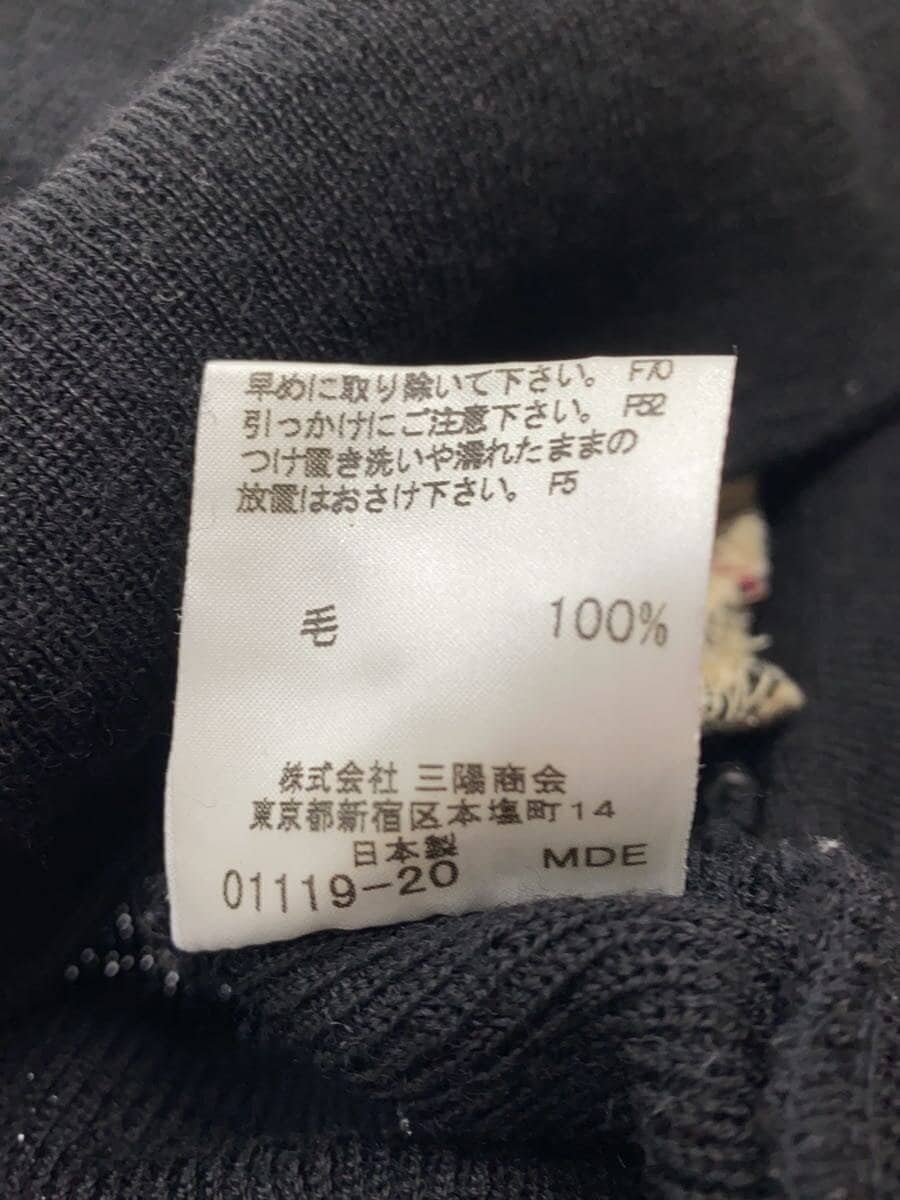 早めに取り除いて下さい。 F70
引っかけにご注意下さい。 F52
つけ置き洗いや濡れたままの
放置はおさけ下さい。 F5
毛 100%
株式会社 三陽商会
東京都新宿区本塩町14
日本製 MDE
01119-20